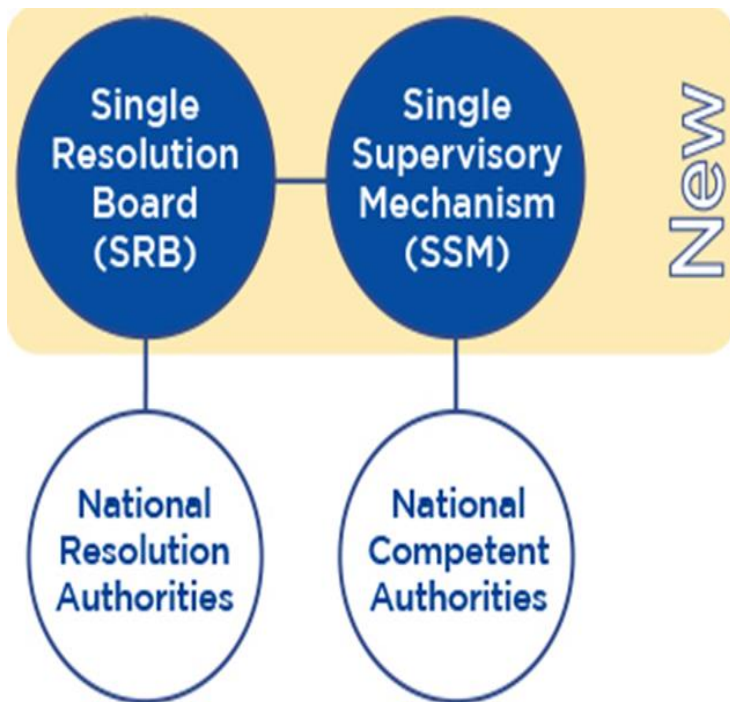 Single
Resolution
Board
(SRB)
Single
Supervisory
Mechanism
(SSM)
New
National
Resolution
Authorities
National
Competent
Authorities